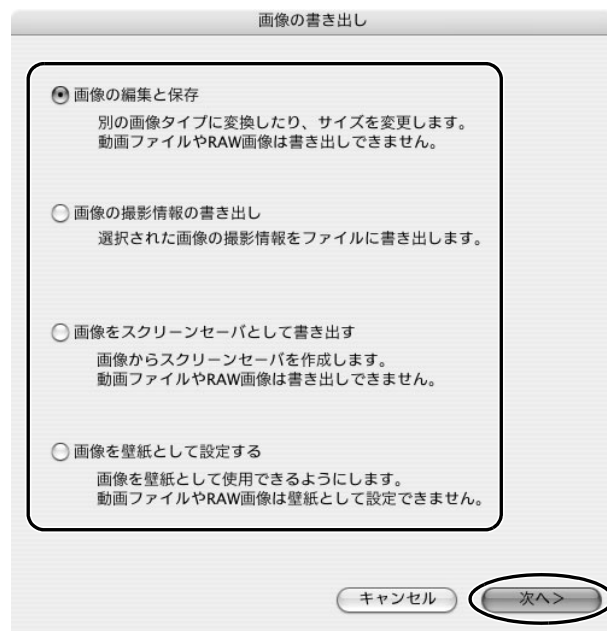 画像の書き出し
画像の編集と保存
別の画像タイプに変換したり、サイズを変更します。
動画ファイルやRAW画像は書き出しできません。
画像の撮影情報の書き出し
選択された画像の撮影情報をファイルに書き出します。
画像をスクリーンセーバとして書き出す
画像からスクリーンセーバを作成します。
動画ファイルやRAW画像は書き出しできません。
画像を壁紙として設定する
画像を壁紙として使用できるようにします。
動画ファイルやRAW画像は壁紙として設定できません。
キャンセル
次へ>